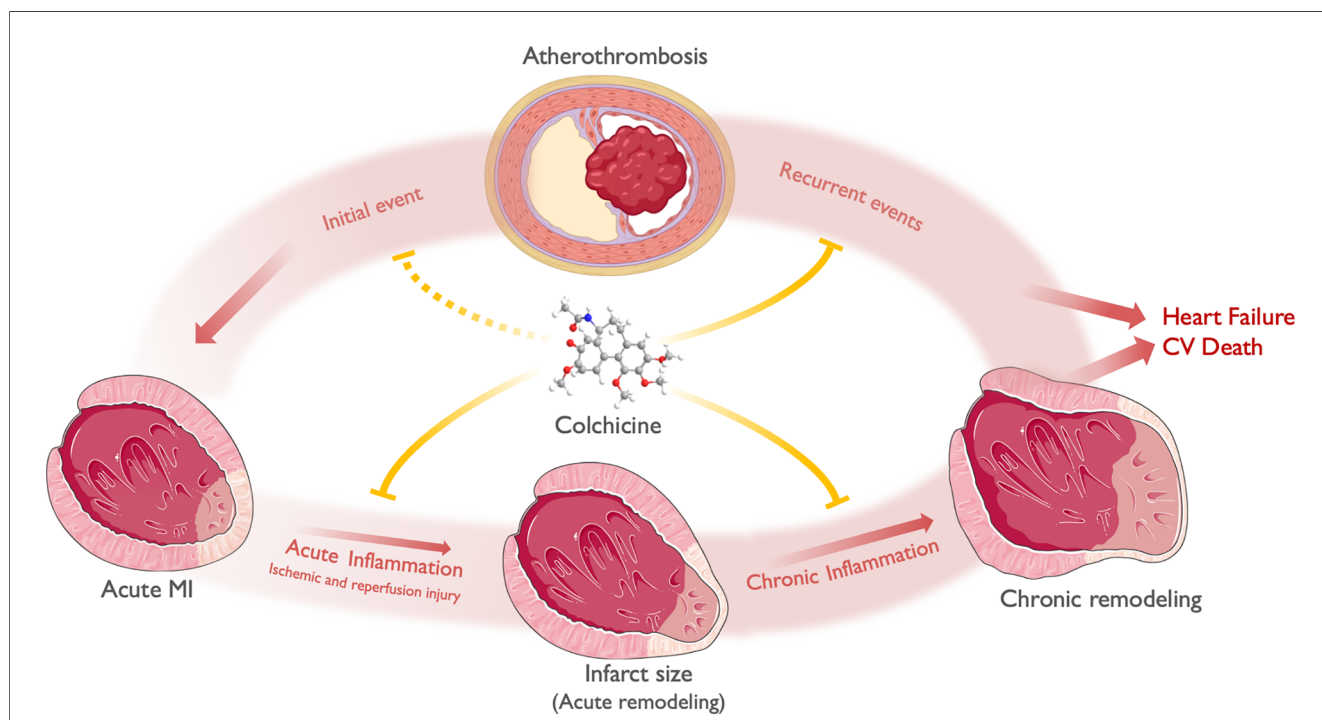 Atherothrombosis
Initial event
Recurrent events
Heart Failure
CV Death
Colchicine
Acute MI
Acute Inflammation
Ischemic and reperfusion injury
Chronic Inflammation
Chronic remodeling
Infarct size
(Acute remodeling)